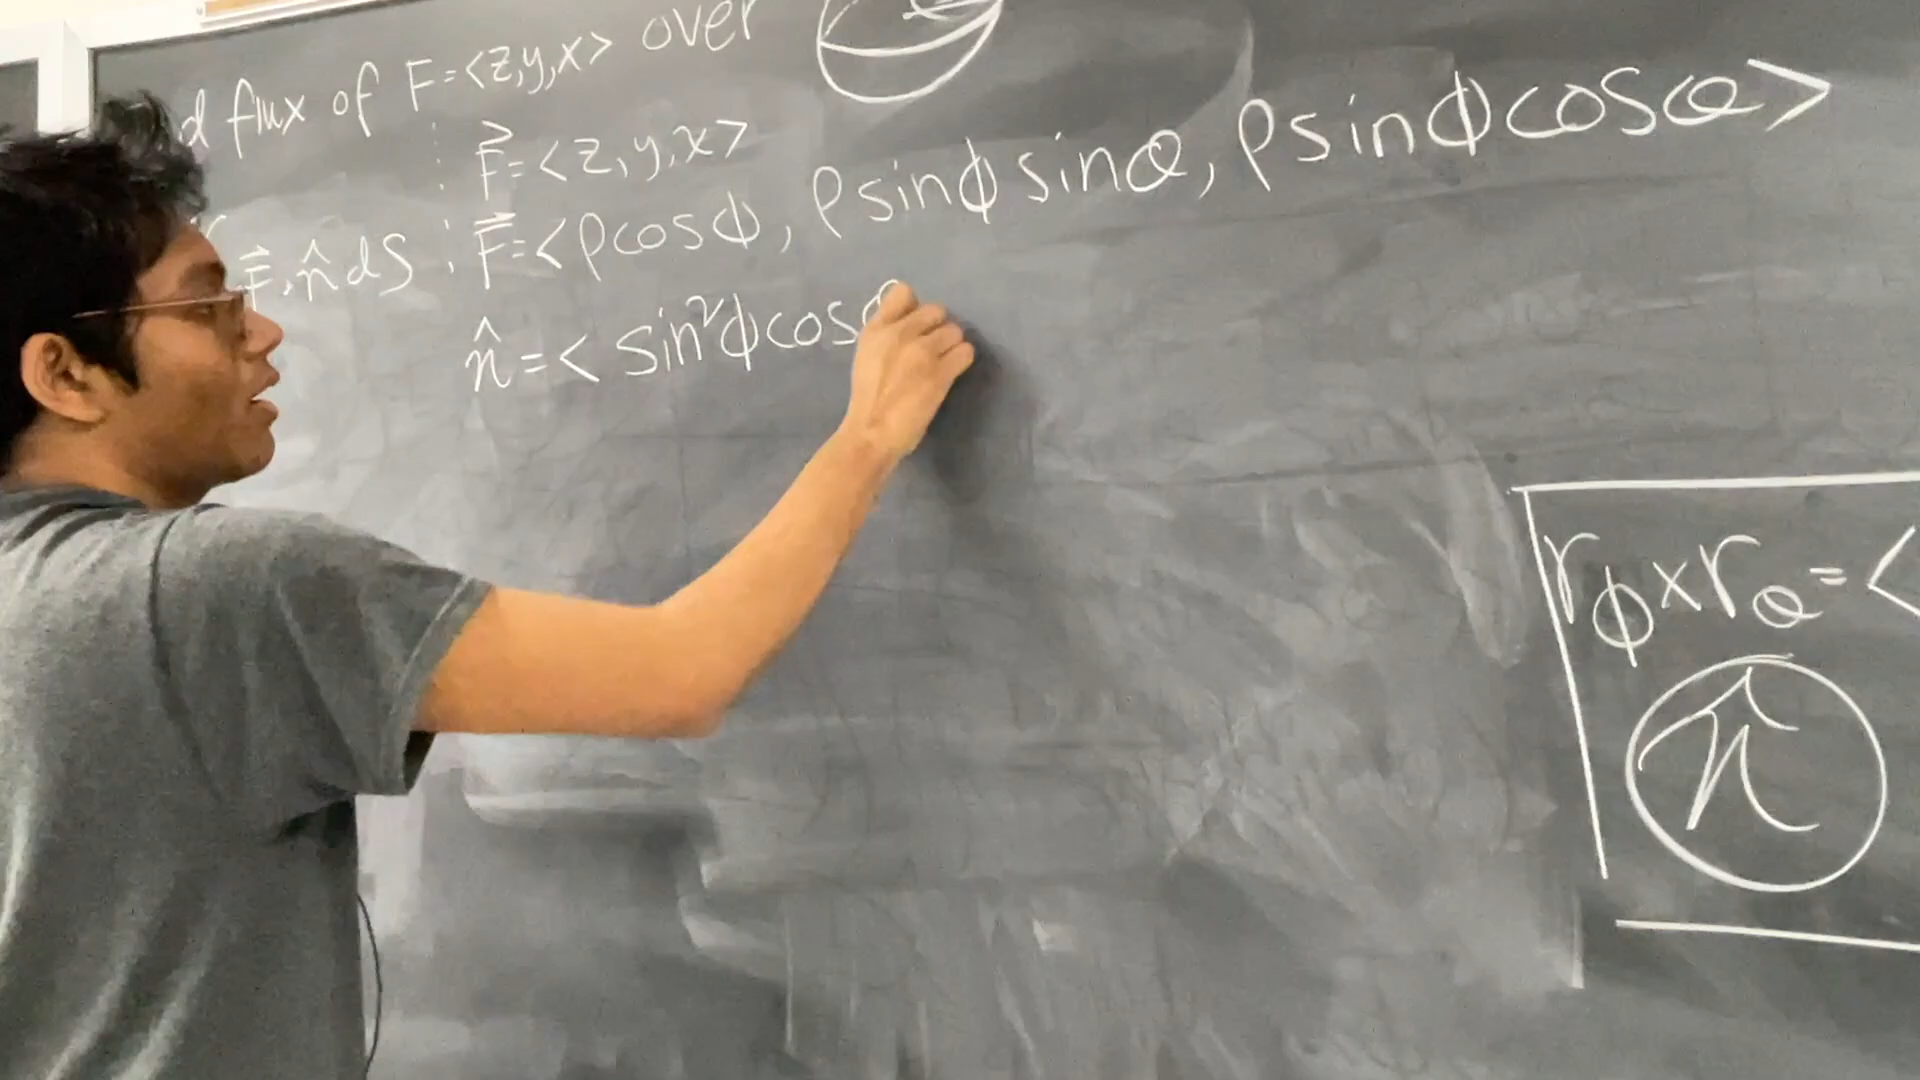 flux of F=<z,y,x> over
F⃗=<z,y,x>
F⃗·n̂ dS : F⃗=<ρcosϕ, ρsinϕsinθ, ρsinϕcosθ>
n̂=< sin²ϕcos
rϕ×rθ=<
n̂